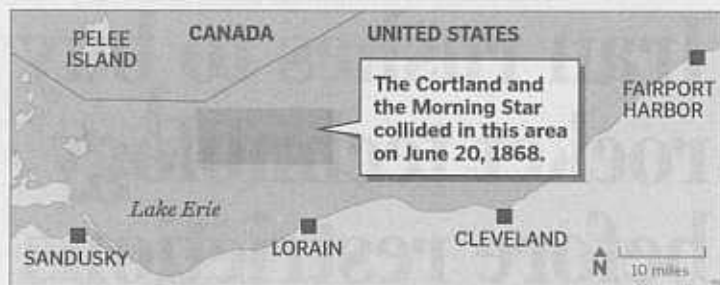 PELEE
ISLAND
CANADA
UNITED STATES
The Cortland and
the Morning Star
collided in this area
on June 20, 1868.
FAIRPORT
HARBOR
Lake Erie
SANDUSKY
LORAIN
CLEVELAND
N
10 miles